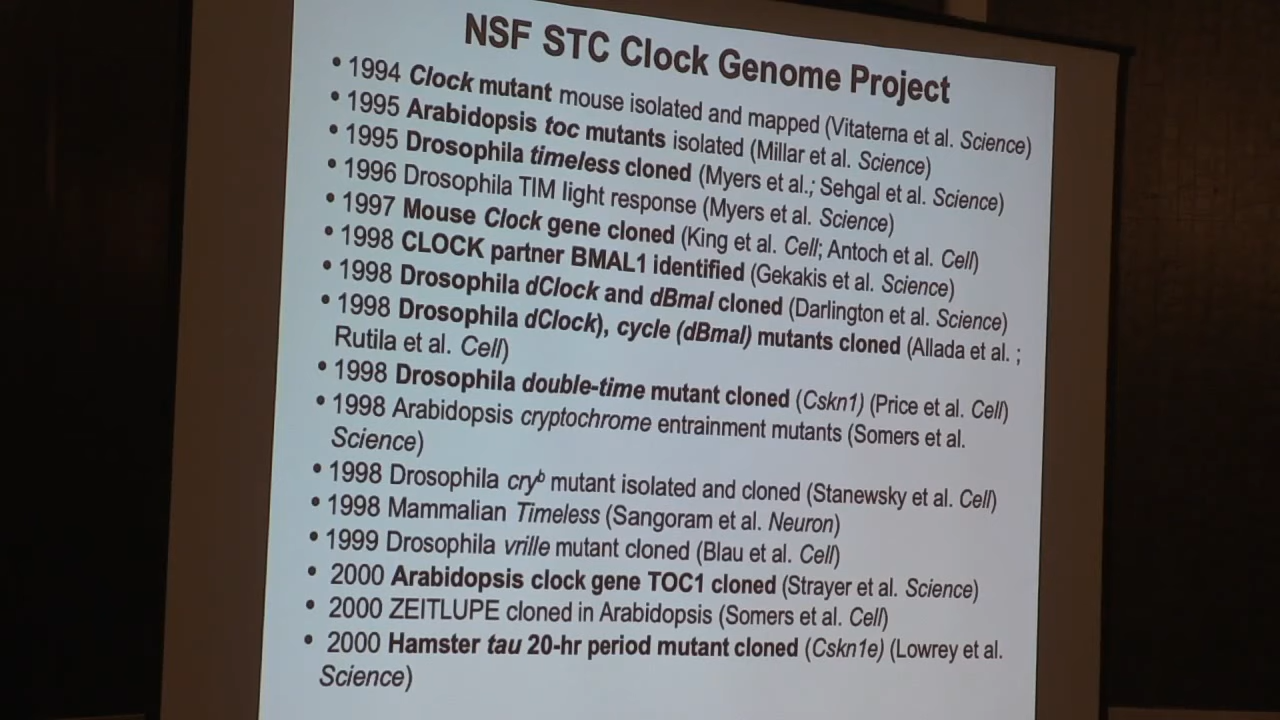 NSF STC Clock Genome Project
• 1994 Clock mutant mouse isolated and mapped (Vitaterna et al. Science)
• 1995 Arabidopsis toc mutants isolated (Millar et al. Science)
• 1995 Drosophila timeless cloned (Myers et al.; Sehgal et al. Science)
• 1996 Drosophila TIM light response (Myers et al. Science)
• 1997 Mouse Clock gene cloned (King et al. Cell; Antoch et al. Cell)
• 1998 CLOCK partner BMAL1 identified (Gekakis et al. Science)
• 1998 Drosophila dClock and dBmal cloned (Darlington et al. Science)
• 1998 Drosophila dClock), cycle (dBmal) mutants cloned (Allada et al. ;
Rutila et al. Cell)
• 1998 Drosophila double-time mutant cloned (Cskn1) (Price et al. Cell)
• 1998 Arabidopsis cryptochrome entrainment mutants (Somers et al.
Science)
• 1998 Drosophila cryᵇ mutant isolated and cloned (Stanewsky et al. Cell)
• 1998 Mammalian Timeless (Sangoram et al. Neuron)
• 1999 Drosophila vrille mutant cloned (Blau et al. Cell)
• 2000 Arabidopsis clock gene TOC1 cloned (Strayer et al. Science)
• 2000 ZEITLUPE cloned in Arabidopsis (Somers et al. Cell)
• 2000 Hamster tau 20-hr period mutant cloned (Cskn1e) (Lowrey et al.
Science)